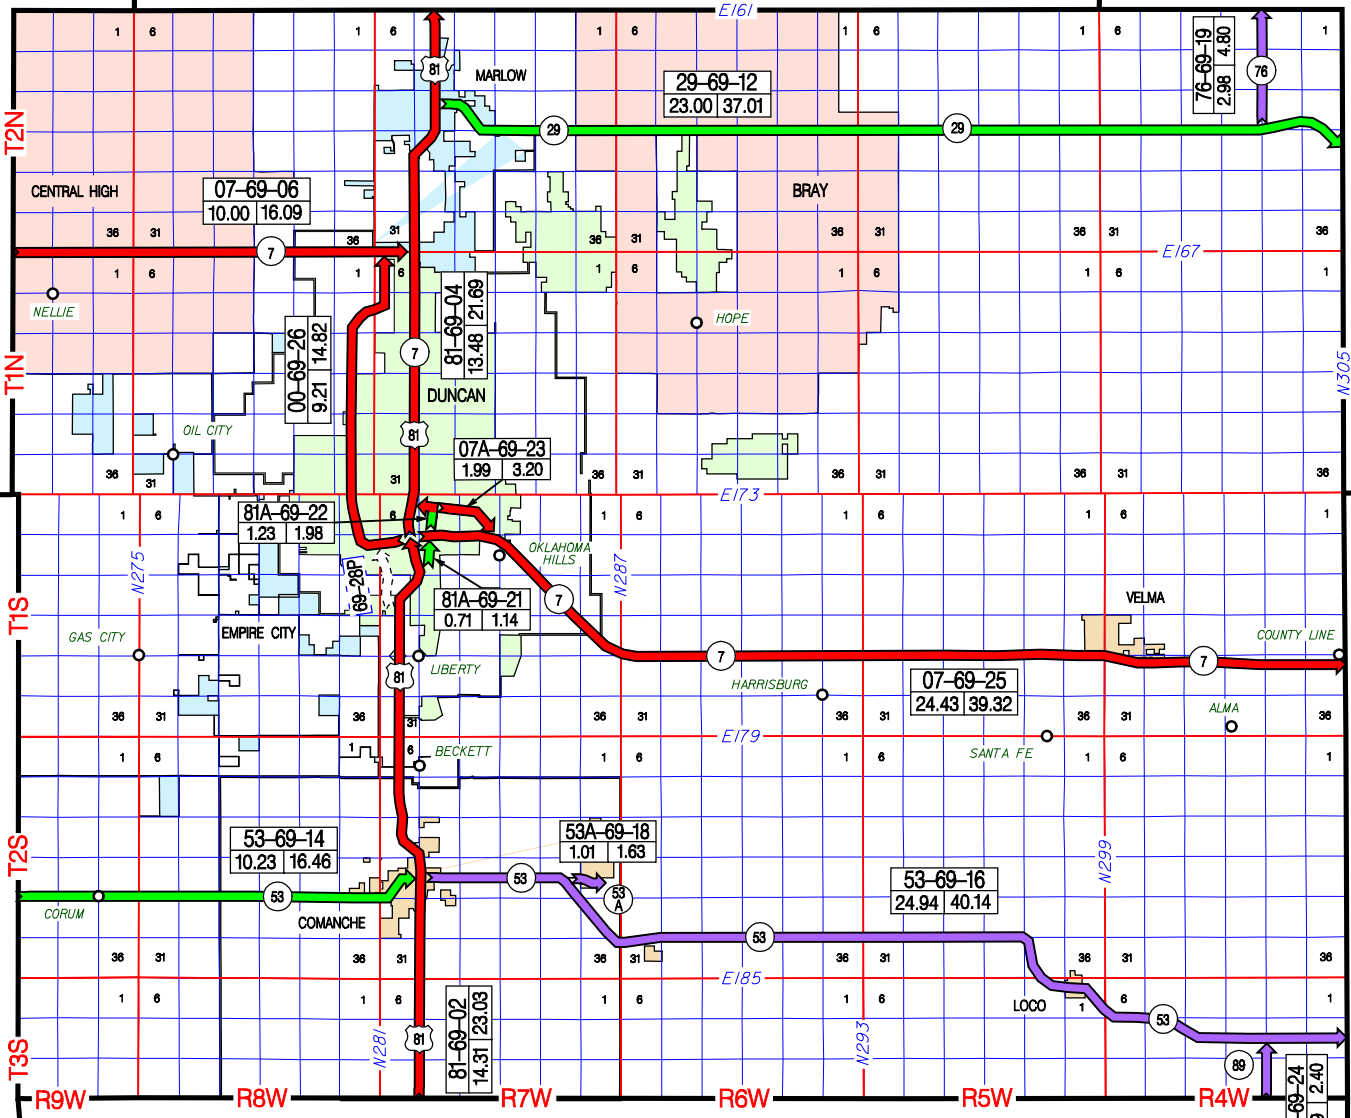 E161
1 6 1 6 1 6 1 6 1 6 1
81
MARLOW
29-69-12
23.00 37.01
76-69-19
2.98 4.80
76
T2N
29
29
CENTRAL HIGH
07-69-06
10.00 16.09
BRAY
36 31 36 31 36 31 36 31 36 31 36
7
E167
1 6 1 6 1 6 1 6 1 6 1
NELLIE
HOPE
00-69-26
9.21 14.82
81-69-04
13.48 21.69
7
T1N
N305
DUNCAN
OIL CITY
81
07A-69-23
1.99 3.20
36 31 31 36 31 36 31 36 31 36
E173
81A-69-22
1.23 1.98
1 6 6 1 6 1 6 1 6 1
OKLAHOMA
HILLS
N275
69-28P
N287
81A-69-21
0.71 1.14
7
T1S
VELMA
GAS CITY
EMPIRE CITY
COUNTY LINE
LIBERTY
81
7
7
HARRISBURG
07-69-25
24.43 39.32
ALMA
36 31 36 31 36 31 36 31 36 31 36
E179
BECKETT
SANTA FE
1 6 1 6 1 6 1 6 1 6 1
53-69-14
10.23 16.46
53A-69-18
1.01 1.63
T2S
N299
53
53
A
53-69-16
24.94 40.14
53
CORUM
COMANCHE
53
36 31 36 31 36 31 36 31 36 31 36
E185
1 6 1 6 1 6 1 6 1 6 1
LOCO
53
81-69-02
14.31 23.03
N281
81
N293
T3S
89
69-24
2.40
R9W R8W R7W R6W R5W R4W